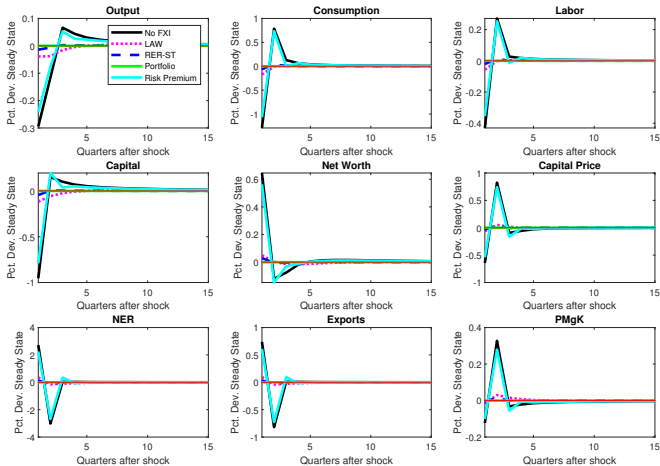 Output
Pct. Dev. Steady State
0.1
0
-0.1
-0.2
-0.3
5
10
15
Quarters after shock
No FXI
LAW
RER-ST
Portfolio
Risk Premium
Consumption
Pct. Dev. Steady State
1
0.5
0
-0.5
-1
5
10
15
Quarters after shock
Labor
Pct. Dev. Steady State
0.2
0
-0.2
-0.4
5
10
15
Quarters after shock
Capital
Pct. Dev. Steady State
0
-0.5
-1
5
10
15
Quarters after shock
Net Worth
Pct. Dev. Steady State
0.6
0.4
0.2
0
5
10
15
Quarters after shock
Capital Price
Pct. Dev. Steady State
1
0.5
0
-0.5
-1
5
10
15
Quarters after shock
NER
Pct. Dev. Steady State
4
2
0
-2
-4
5
10
15
Quarters after shock
Exports
Pct. Dev. Steady State
1
0.5
0
-0.5
-1
5
10
15
Quarters after shock
PMgK
Pct. Dev. Steady State
0.4
0.2
0
-0.2
5
10
15
Quarters after shock